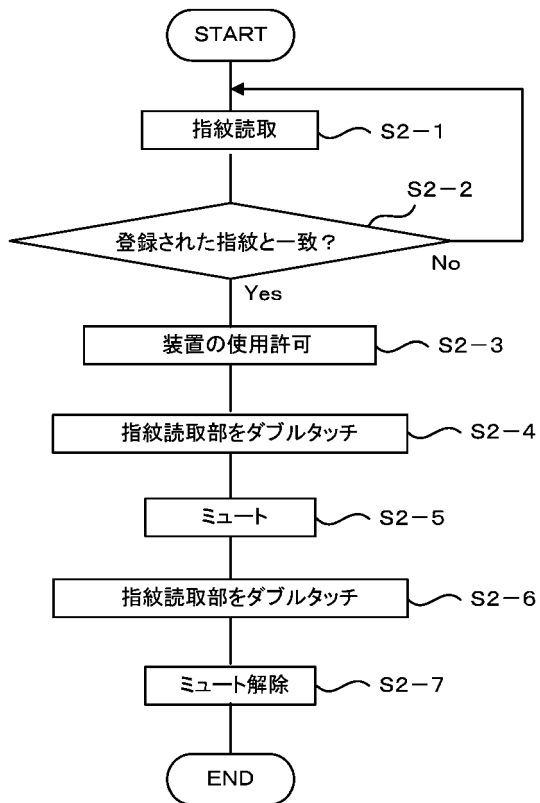 START
指紋読取
S2-1
S2-2
登録された指紋と一致?
No
Yes
装置の使用許可
S2-3
指紋読取部をダブルタッチ
S2-4
ミュート
S2-5
指紋読取部をダブルタッチ
S2-6
ミュート解除
S2-7
END